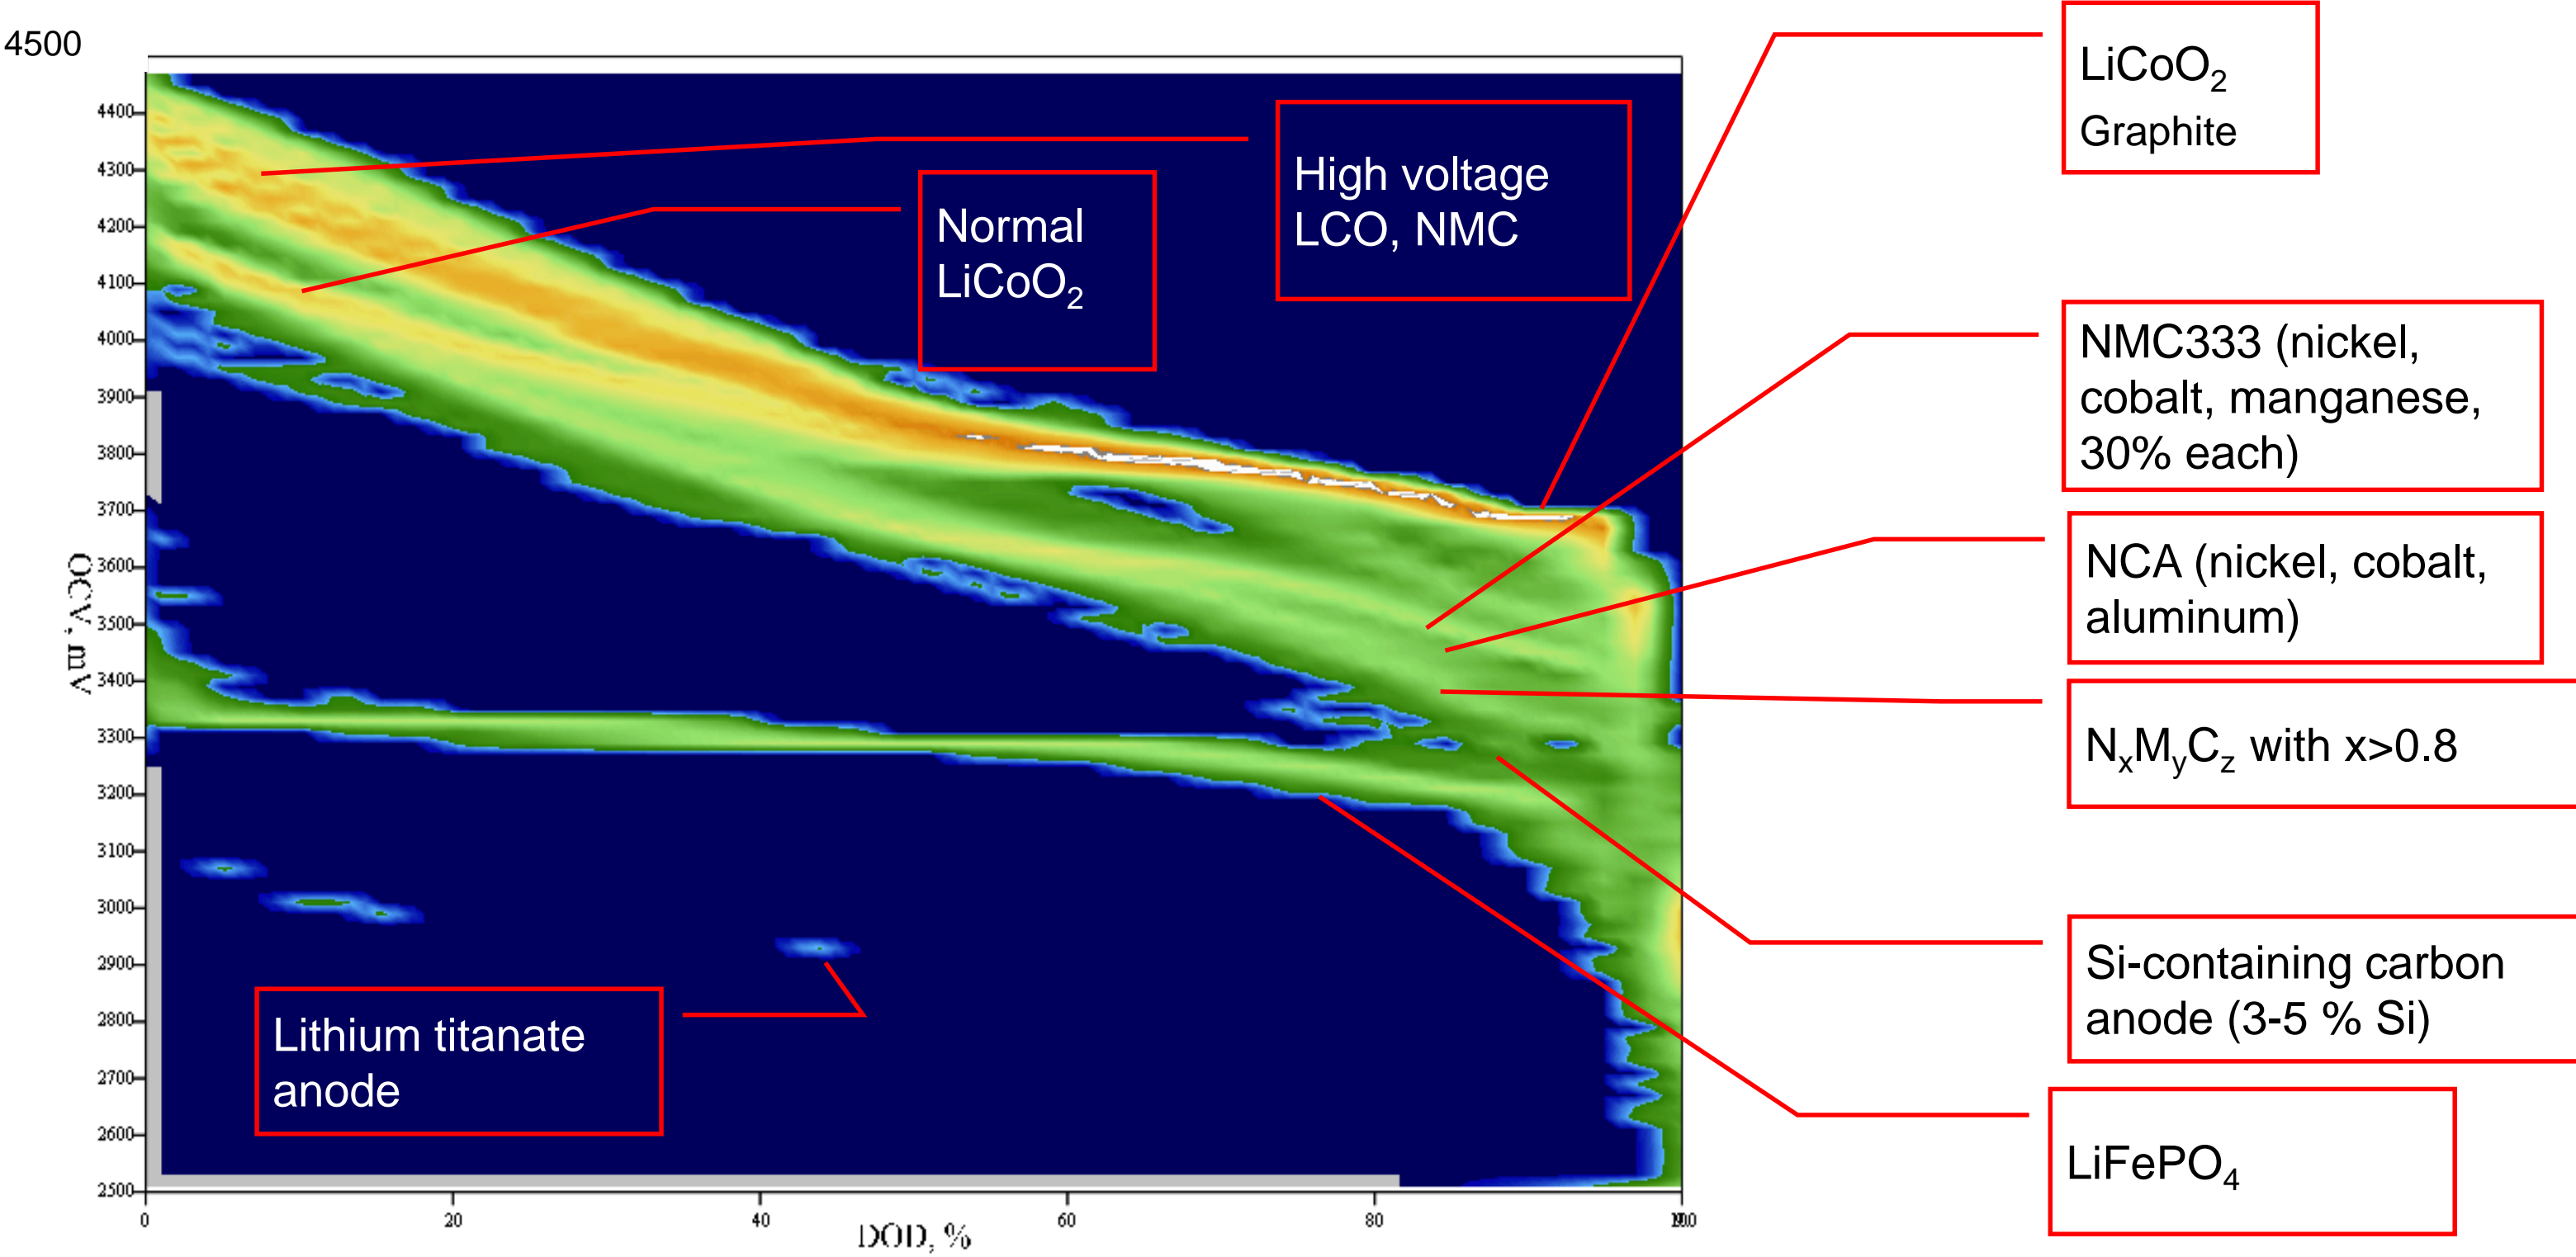 4500
4400
4300
4200
4100
4000
3900
3800
3700
3600
3500
3400
3300
3200
3100
3000
2900
2800
2700
2600
2500
OCV, mV
0
20
40
60
80
DOD, %
High voltage
LCO, NMC
Normal
LiCoO₂
Lithium titanate
anode
LiCoO₂
Graphite
NMC333 (nickel,
cobalt, manganese,
30% each)
NCA (nickel, cobalt,
aluminum)
NₓMᵧC_z with x>0.8
Si-containing carbon
anode (3-5 % Si)
LiFePO₄